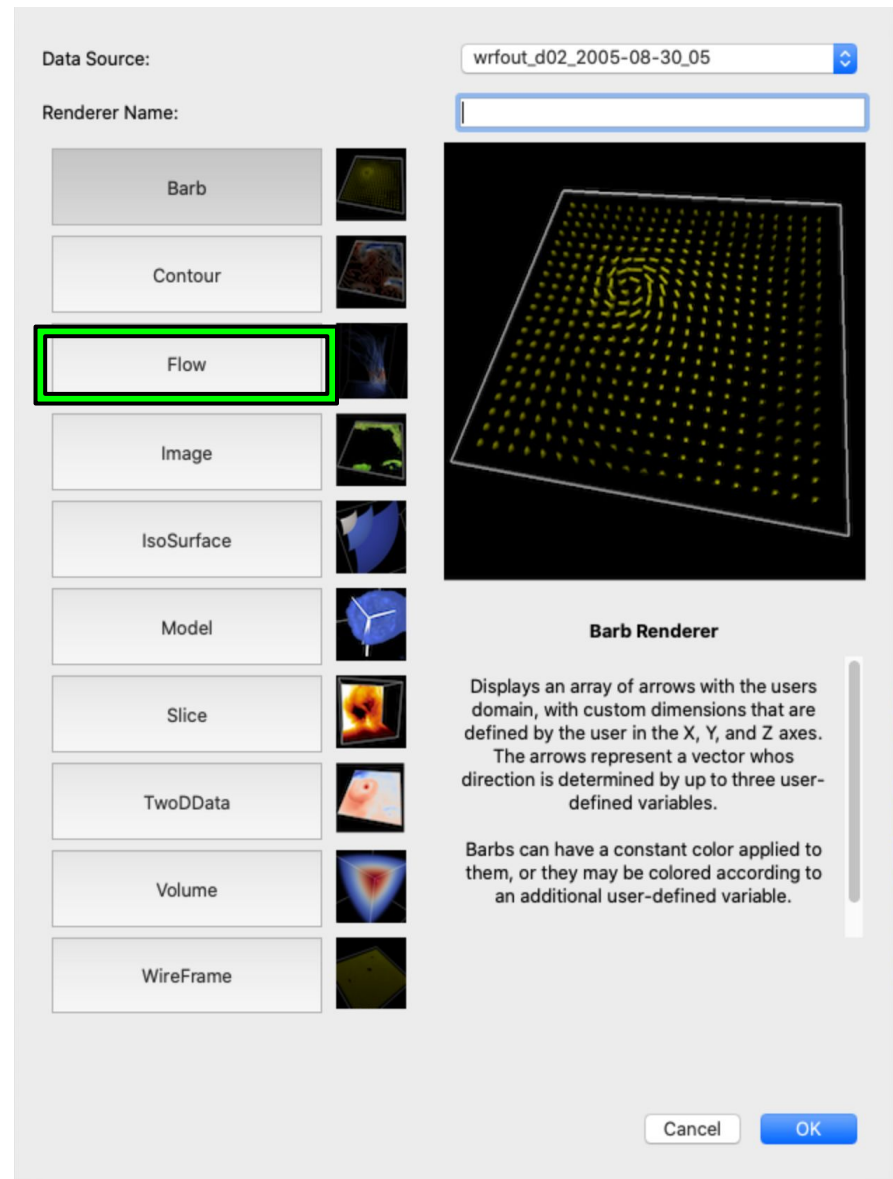 Data Source:
wrfout_d02_2005-08-30_05
Renderer Name:
Barb
Contour
Flow
Image
IsoSurface
Model
Slice
TwoDData
Volume
WireFrame
Barb Renderer
Displays an array of arrows with the users
domain, with custom dimensions that are
defined by the user in the X, Y, and Z axes.
The arrows represent a vector whos
direction is determined by up to three user-
defined variables.
Barbs can have a constant color applied to
them, or they may be colored according to
an additional user-defined variable.
Cancel
OK